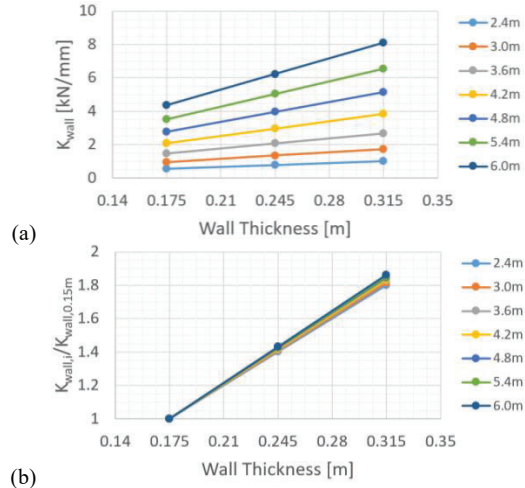 10
8
6
4
2
0
K_wall [kN/mm]
0.14 0.175 0.21 0.245 0.28 0.315 0.35
Wall Thickness [m]
2.4m
3.0m
3.6m
4.2m
4.8m
5.4m
6.0m
(a)
2
1.8
1.6
1.4
1.2
1
K_wall,i/K_wall,0.15m
0.14 0.175 0.21 0.245 0.28 0.315 0.35
Wall Thickness [m]
2.4m
3.0m
3.6m
4.2m
4.8m
5.4m
6.0m
(b)